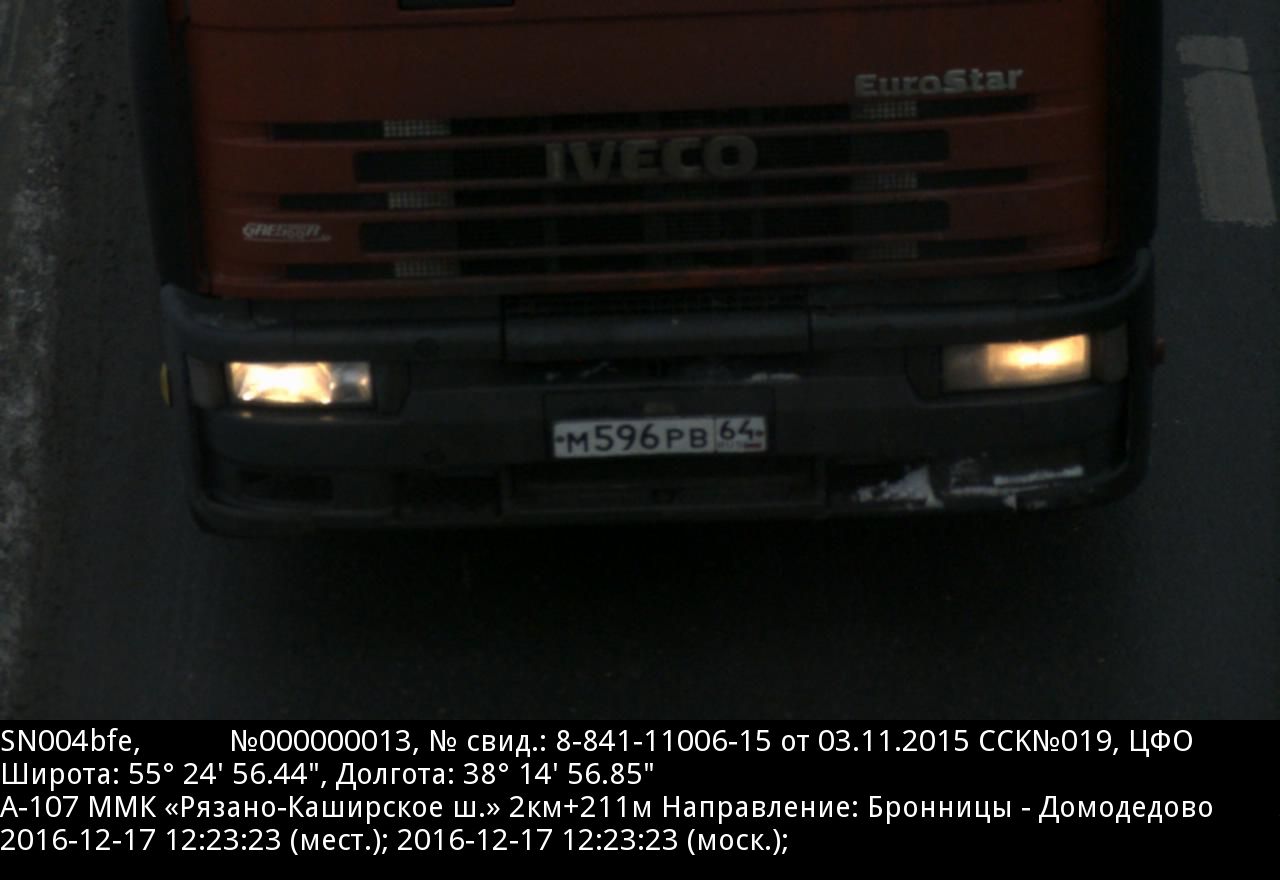 EuroStar
IVECO
М596РВ 64
RUS
SN004bfe, №000000013, № свид.: 8-841-11006-15 от 03.11.2015 ССК№019, ЦФО
Широта: 55° 24' 56.44", Долгота: 38° 14' 56.85"
А-107 ММК «Рязано-Каширское ш.» 2км+211м Направление: Бронницы - Домодедово
2016-12-17 12:23:23 (мест.); 2016-12-17 12:23:23 (моск.);